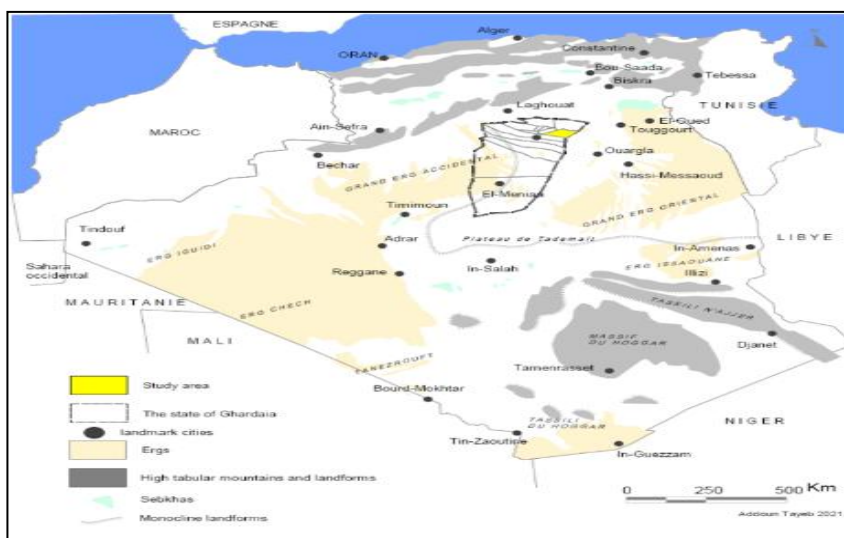 ESPAGNE
Alger
ORAN
Constantine
Bou-Saada
Biskra
Tebessa
TUNISIE
Laghouat
El-Oued
Touggourt
MAROC
Ain-Sefra
Bechar
Ouargla
Hassi-Messaoud
GRAND ERG ACCIDENTAL
El-Meniaa
Timimoun
GRAND ERG ORIENTAL
Tindouf
Plateau de Tademait
LIBYE
ERG IGUIDI
Adrar
In-Amenas
Sahara
occidental
Reggane
In-Salah
ERG ISSAOUANE
Illizi
MAURITANIE
ERG CHECH
TASSILI N'AJJER
MALI
MASSIF
DU HOGGAR
Djanet
TANEZROUFT
Tamenrasset
Bourd-Mokhtar
NIGER
TASSILI
DU HOGGAR
Tin-Zaoutine
In-Guezzam
Study area
The state of Ghardaia
landmark cities
Ergs
High tabular mountains and landforms
Sebkhas
Monocline landforms
0 250 500 Km
Addoun Tayeb 2021